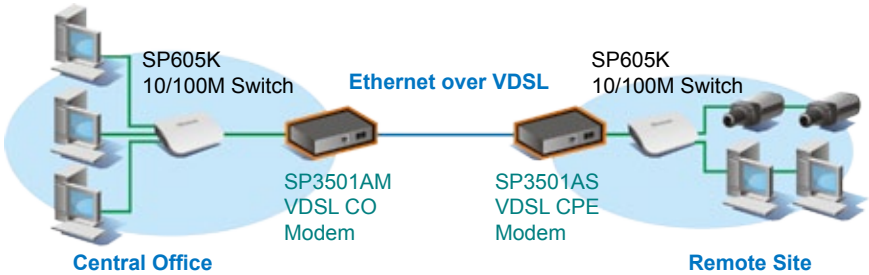 SP605K
10/100M Switch
Ethernet over VDSL
SP605K
10/100M Switch
SP3501AM
VDSL CO
Modem
SP3501AS
VDSL CPE
Modem
Central Office
Remote Site